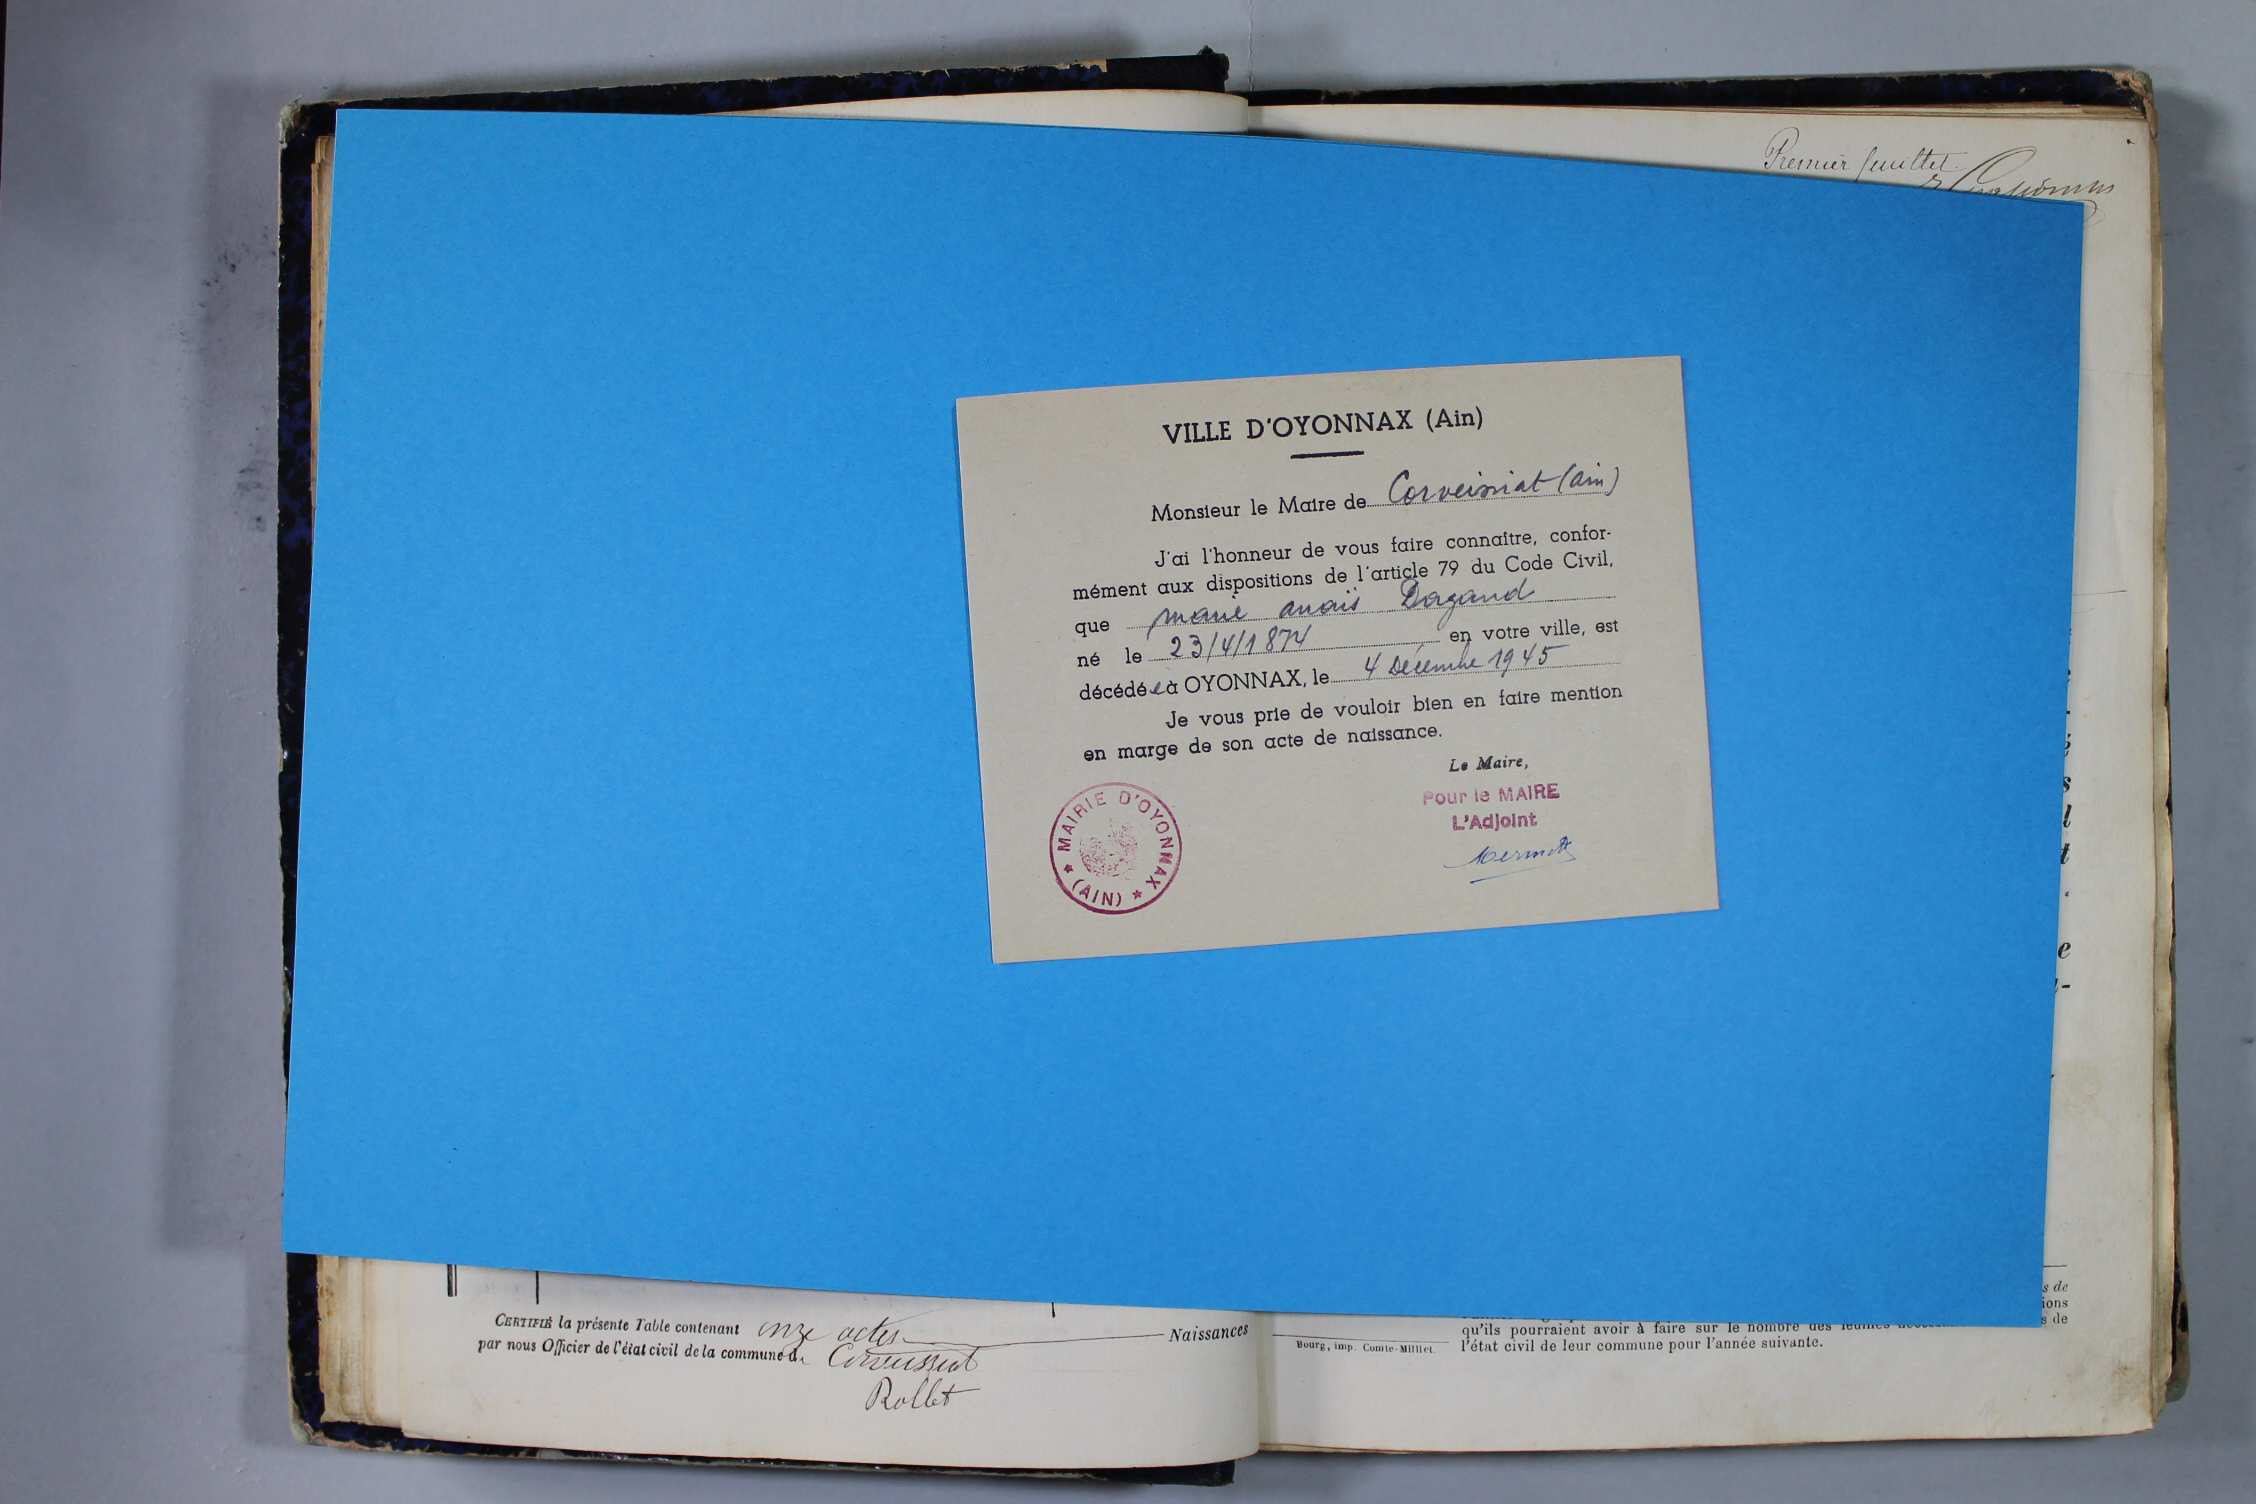 Premier feuillet.
VILLE D'OYONNAX (Ain)
Monsieur le Maire de Corveissiat (Ain)
J'ai l'honneur de vous faire connaître, confor-
mément aux dispositions de l'article 79 du Code Civil,
que Marie Anaïs Dagand
né le 23/4/1874 en votre ville, est
décédée à OYONNAX, le 4 Décembre 1945
Je vous prie de vouloir bien en faire mention
en marge de son acte de naissance.
Le Maire,
Pour le MAIRE
L'Adjoint
MAIRIE D'OYONNAX
(AIN)
s
l
t
e
s de
ions
s de
CERTIFIÉ la présente Table contenant onze actes Naissances
par nous Officier de l'état civil de la commune de Corveissiat
Rollet
Bourg, imp. Comte-Milliet.
qu'ils pourraient avoir à faire sur le nombre des
l'état civil de leur commune pour l'année suivante.